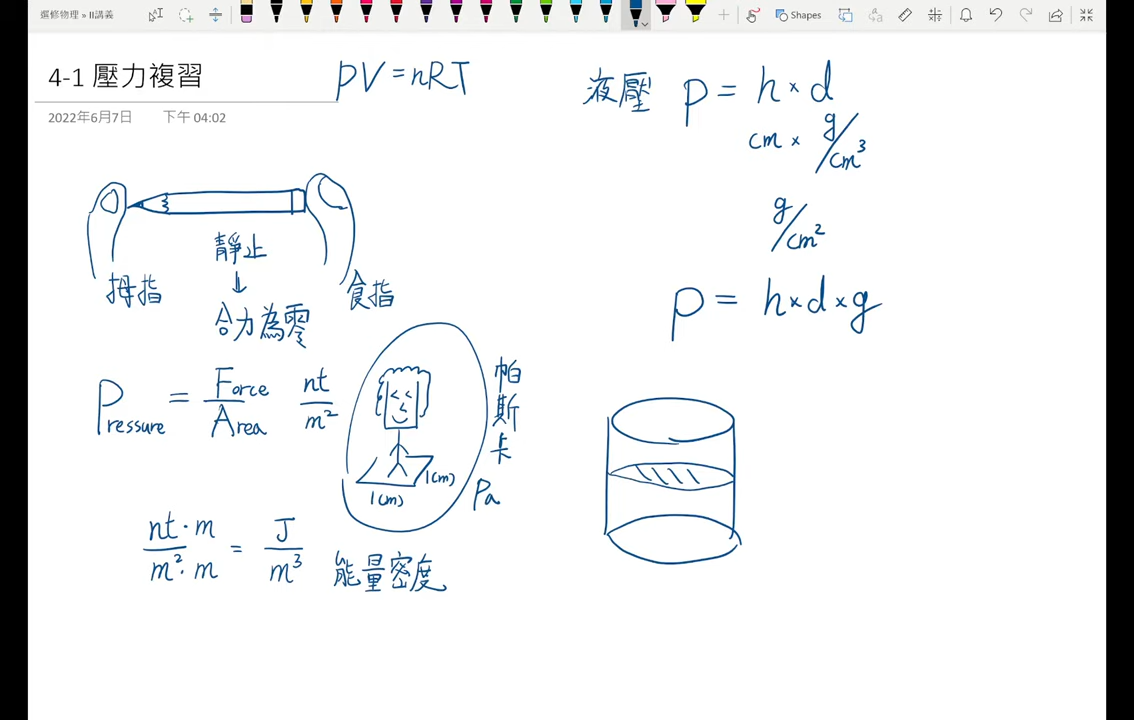 選修物理 » II講義
Shapes
4-1 壓力複習
2022年6月7日 下午 04:02
PV = nRT
靜止
↓
合力為零
拇指
食指
Pressure = Force / Area nt / m²
1(m)
1(m)
帕斯卡
Pa
nt · m / m² · m = J / m³ 能量密度
液壓 P = h × d
cm × g/cm³
g/cm²
P = h × d × g